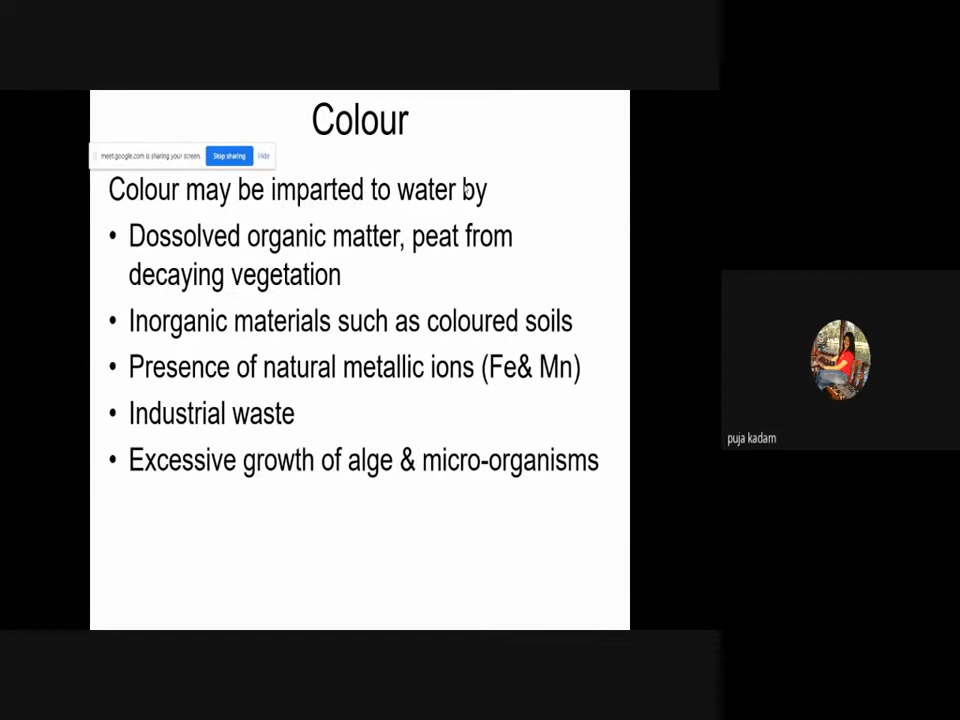 Colour
meet.google.com is sharing your screen. Stop sharing Hide
Colour may be imparted to water by
• Dossolved organic matter, peat from
decaying vegetation
• Inorganic materials such as coloured soils
• Presence of natural metallic ions (Fe& Mn)
• Industrial waste
• Excessive growth of alge & micro-organisms
puja kadam